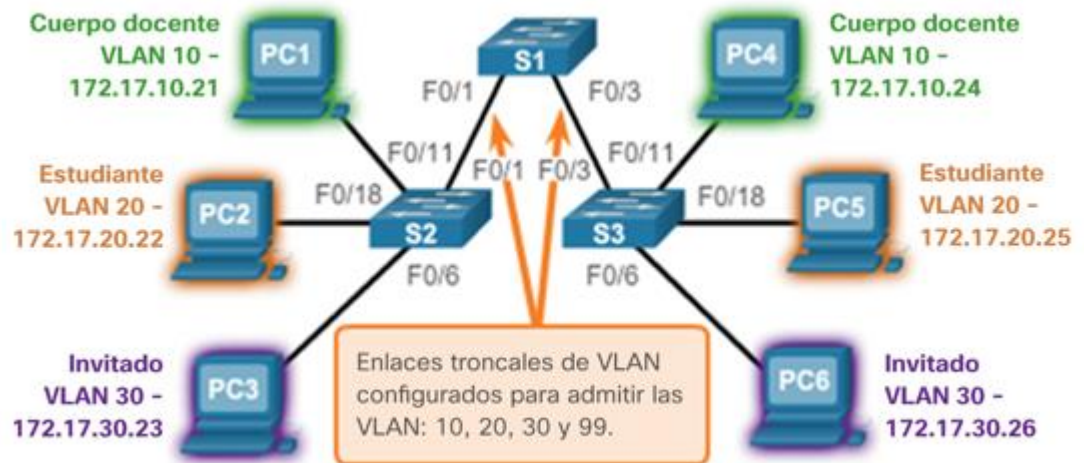 Cuerpo docente
VLAN 10 –
172.17.10.21
PC1
S1
F0/1
F0/3
PC4
Cuerpo docente
VLAN 10 –
172.17.10.24
F0/11
F0/1
F0/3
F0/11
Estudiante
VLAN 20 –
172.17.20.22
PC2
F0/18
S2
S3
F0/18
PC5
Estudiante
VLAN 20 –
172.17.20.25
F0/6
F0/6
Invitado
VLAN 30 –
172.17.30.23
PC3
Enlaces troncales de VLAN
configurados para admitir las
VLAN: 10, 20, 30 y 99.
PC6
Invitado
VLAN 30 –
172.17.30.26